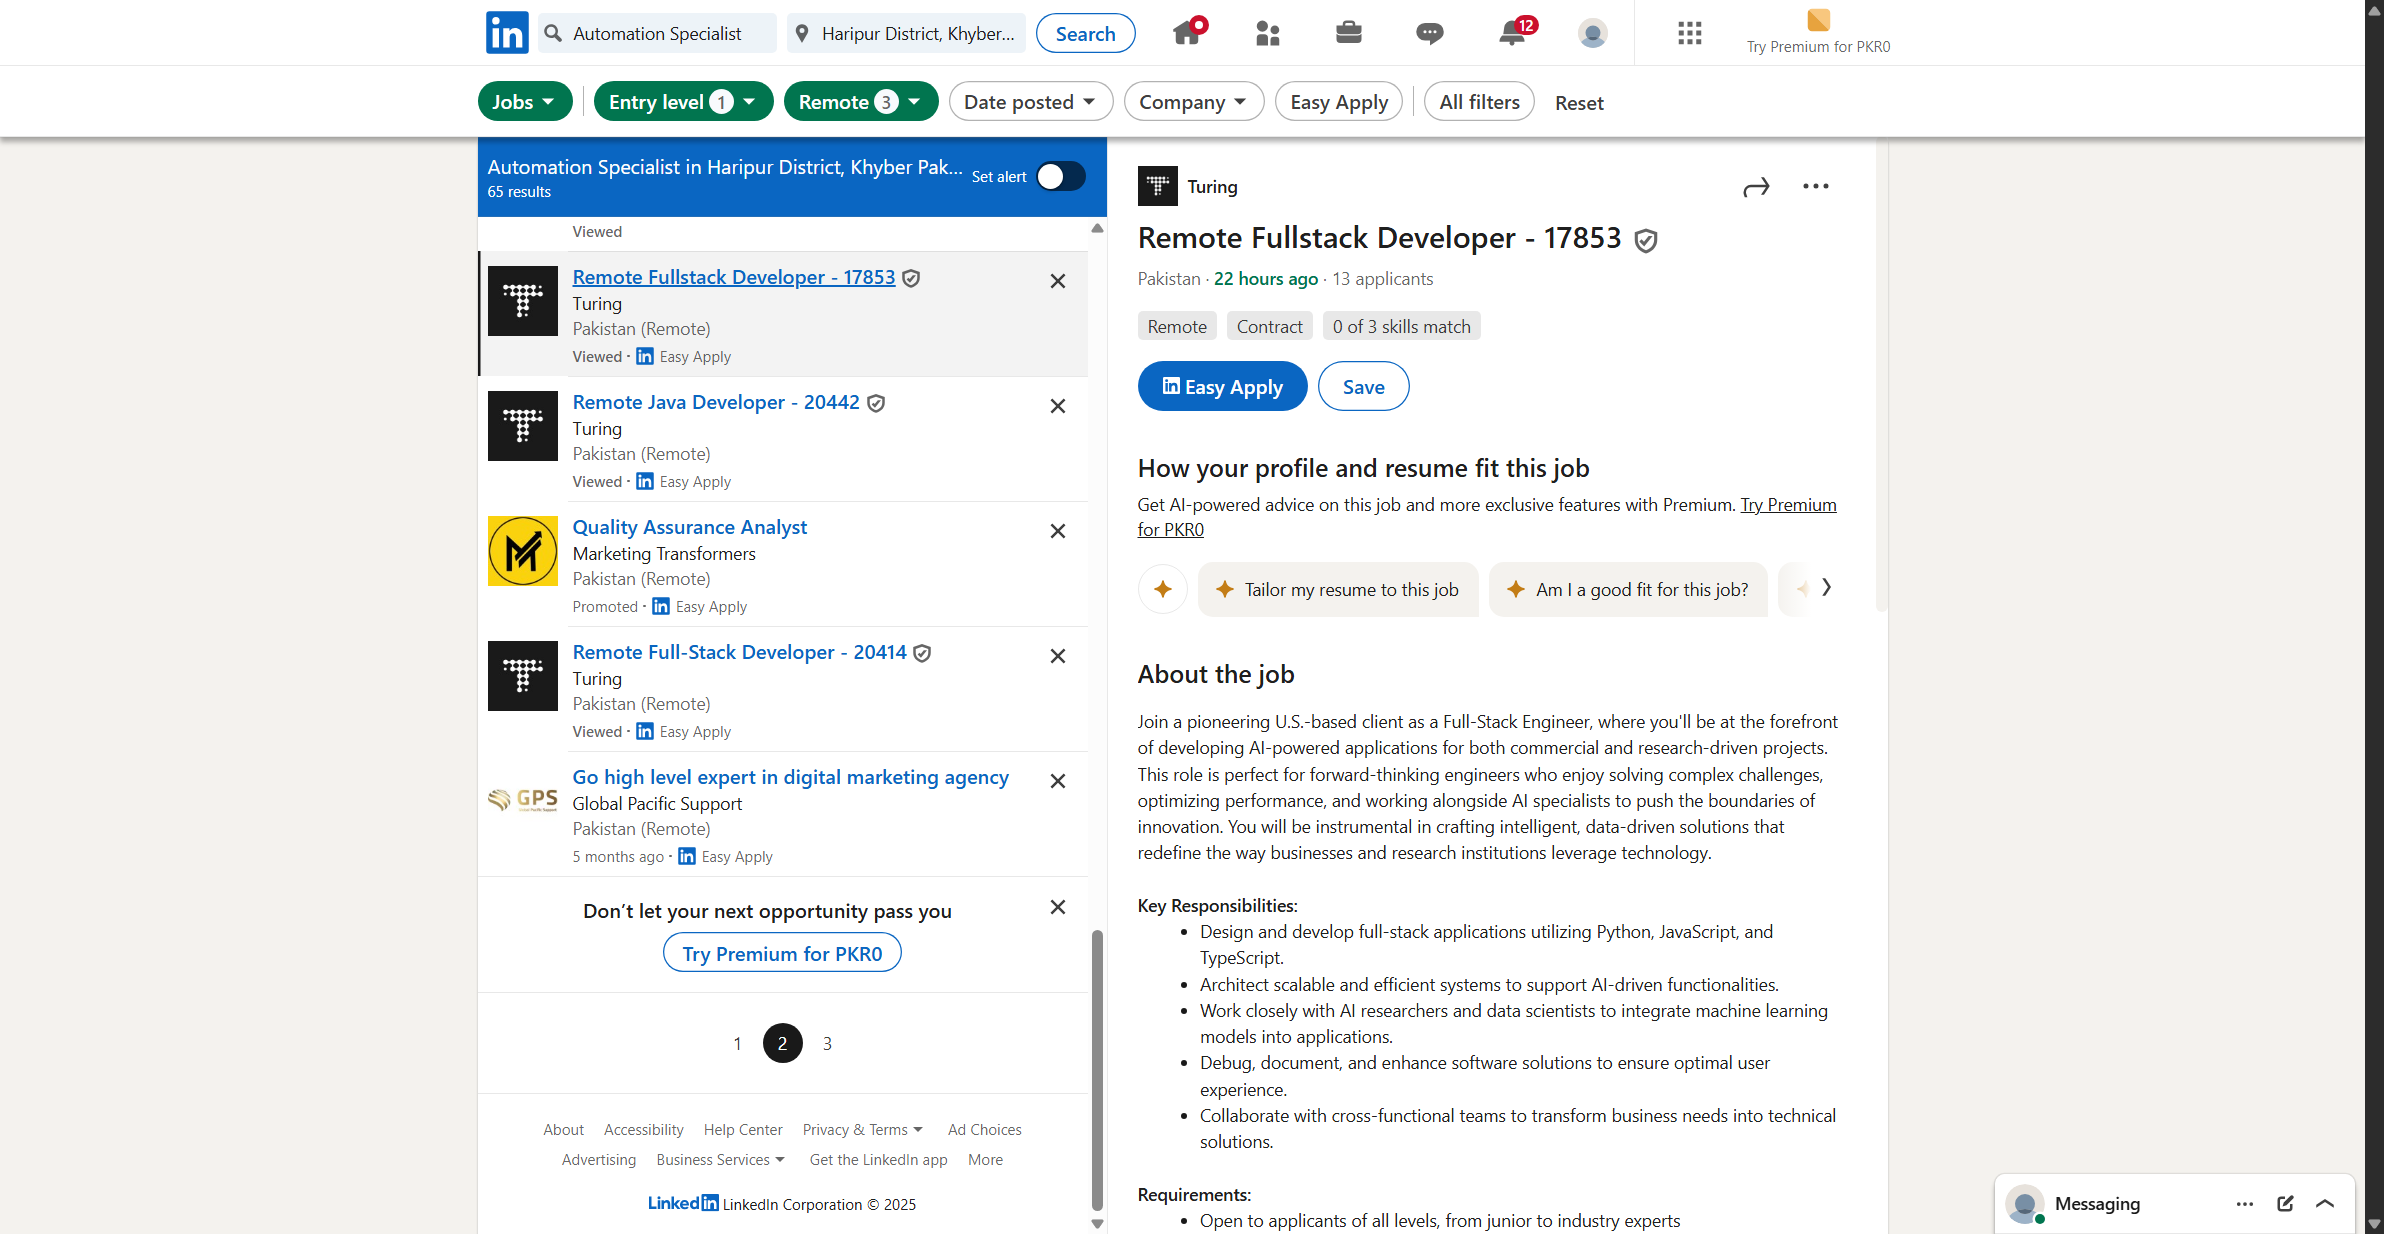 in
Automation Specialist
Haripur District, Khyber...
Search
12
Try Premium for PKR0
Jobs
Entry level 1
Remote 3
Date posted
Company
Easy Apply
All filters
Reset
Automation Specialist in Haripur District, Khyber Pak...
65 results
Set alert
Viewed
Remote Fullstack Developer - 17853
Turing
Pakistan (Remote)
Viewed · in Easy Apply
Remote Java Developer - 20442
Turing
Pakistan (Remote)
Viewed · in Easy Apply
Quality Assurance Analyst
Marketing Transformers
Pakistan (Remote)
Promoted · in Easy Apply
Remote Full-Stack Developer - 20414
Turing
Pakistan (Remote)
Viewed · in Easy Apply
GPS
Go high level expert in digital marketing agency
Global Pacific Support
Pakistan (Remote)
5 months ago · in Easy Apply
Don’t let your next opportunity pass you
Try Premium for PKR0
1 2 3
About Accessibility Help Center Privacy & Terms Ad Choices
Advertising Business Services Get the LinkedIn app More
LinkedIn LinkedIn Corporation © 2025
Turing
Remote Fullstack Developer - 17853
Pakistan · 22 hours ago · 13 applicants
Remote Contract 0 of 3 skills match
in Easy Apply Save
How your profile and resume fit this job
Get AI-powered advice on this job and more exclusive features with Premium. Try Premium
for PKR0
Tailor my resume to this job Am I a good fit for this job?
About the job
Join a pioneering U.S.-based client as a Full-Stack Engineer, where you'll be at the forefront
of developing AI-powered applications for both commercial and research-driven projects.
This role is perfect for forward-thinking engineers who enjoy solving complex challenges,
optimizing performance, and working alongside AI specialists to push the boundaries of
innovation. You will be instrumental in crafting intelligent, data-driven solutions that
redefine the way businesses and research institutions leverage technology.
Key Responsibilities:
• Design and develop full-stack applications utilizing Python, JavaScript, and
TypeScript.
• Architect scalable and efficient systems to support AI-driven functionalities.
• Work closely with AI researchers and data scientists to integrate machine learning
models into applications.
• Debug, document, and enhance software solutions to ensure optimal user
experience.
• Collaborate with cross-functional teams to transform business needs into technical
solutions.
Requirements:
• Open to applicants of all levels, from junior to industry experts
Messaging